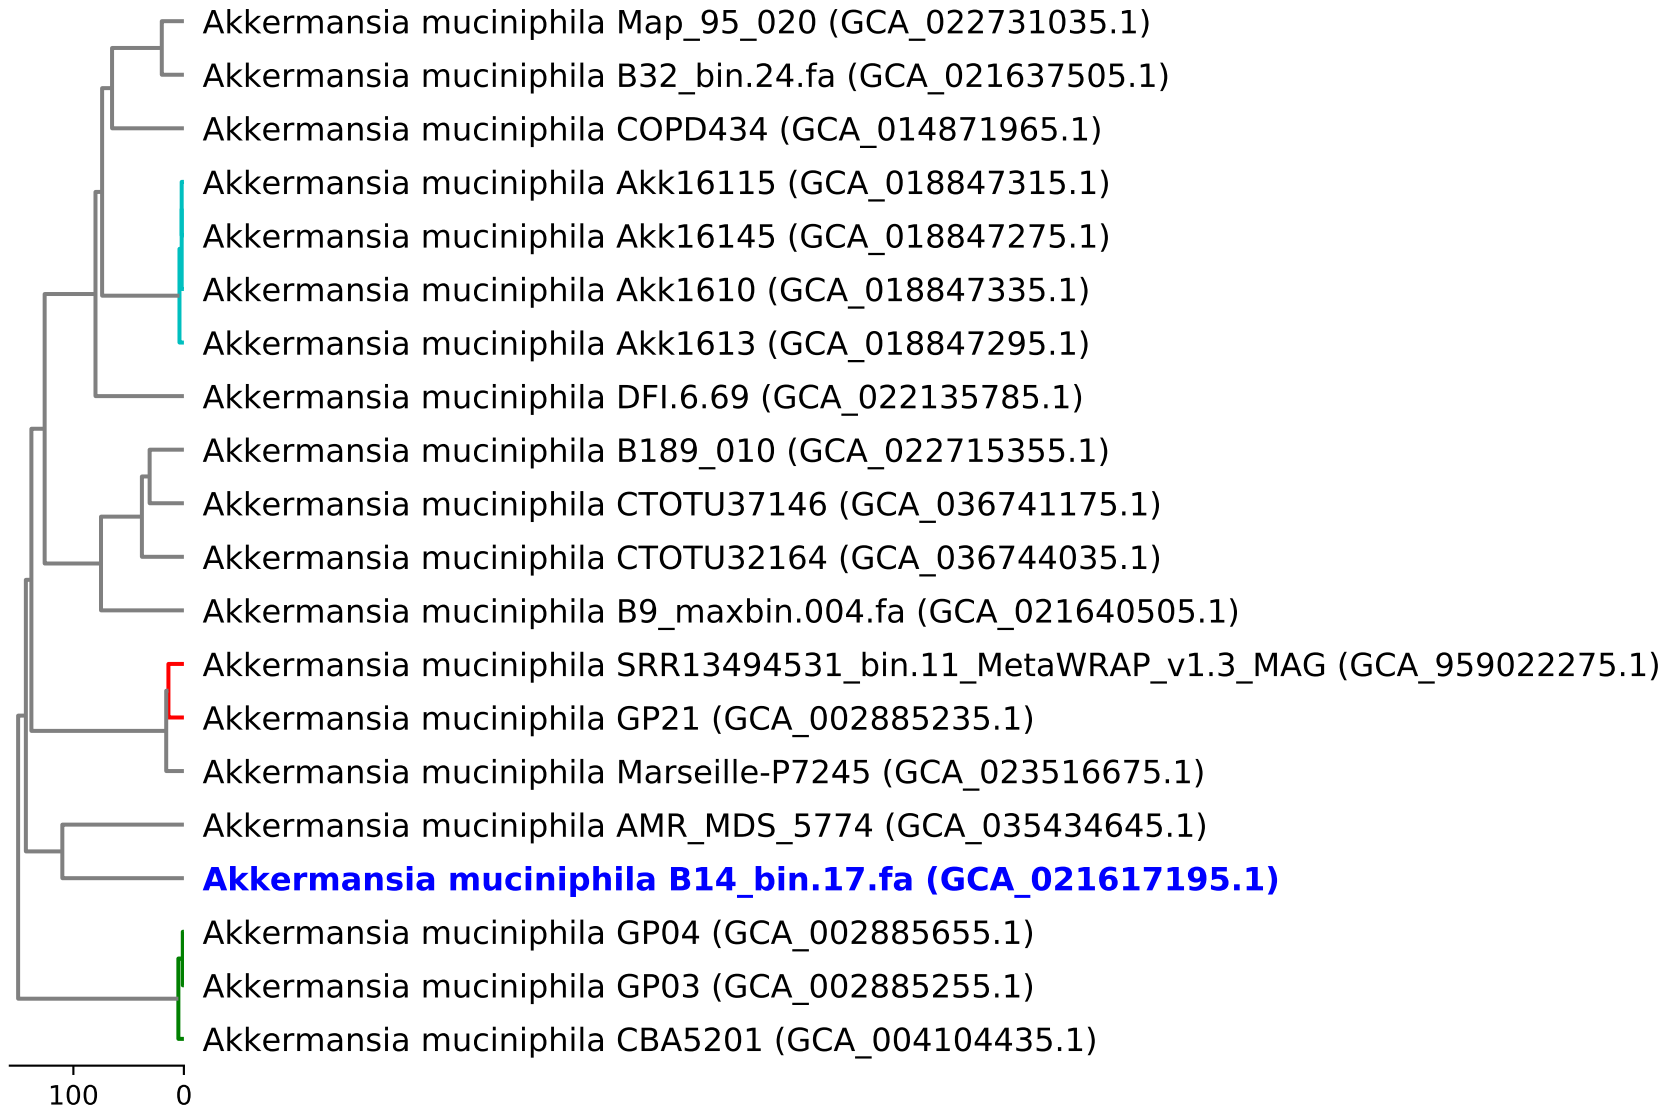 Akkermansia muciniphila Map_95_020 (GCA_022731035.1)
Akkermansia muciniphila B32_bin.24.fa (GCA_021637505.1)
Akkermansia muciniphila COPD434 (GCA_014871965.1)
Akkermansia muciniphila Akk16115 (GCA_018847315.1)
Akkermansia muciniphila Akk16145 (GCA_018847275.1)
Akkermansia muciniphila Akk1610 (GCA_018847335.1)
Akkermansia muciniphila Akk1613 (GCA_018847295.1)
Akkermansia muciniphila DFI.6.69 (GCA_022135785.1)
Akkermansia muciniphila B189_010 (GCA_022715355.1)
Akkermansia muciniphila CTOTU37146 (GCA_036741175.1)
Akkermansia muciniphila CTOTU32164 (GCA_036744035.1)
Akkermansia muciniphila B9_maxbin.004.fa (GCA_021640505.1)
Akkermansia muciniphila SRR13494531_bin.11_MetaWRAP_v1.3_MAG (GCA_959022275.1)
Akkermansia muciniphila GP21 (GCA_002885235.1)
Akkermansia muciniphila Marseille-P7245 (GCA_023516675.1)
Akkermansia muciniphila AMR_MDS_5774 (GCA_035434645.1)
Akkermansia muciniphila B14_bin.17.fa (GCA_021617195.1)
Akkermansia muciniphila GP04 (GCA_002885655.1)
Akkermansia muciniphila GP03 (GCA_002885255.1)
Akkermansia muciniphila CBA5201 (GCA_004104435.1)
100 0